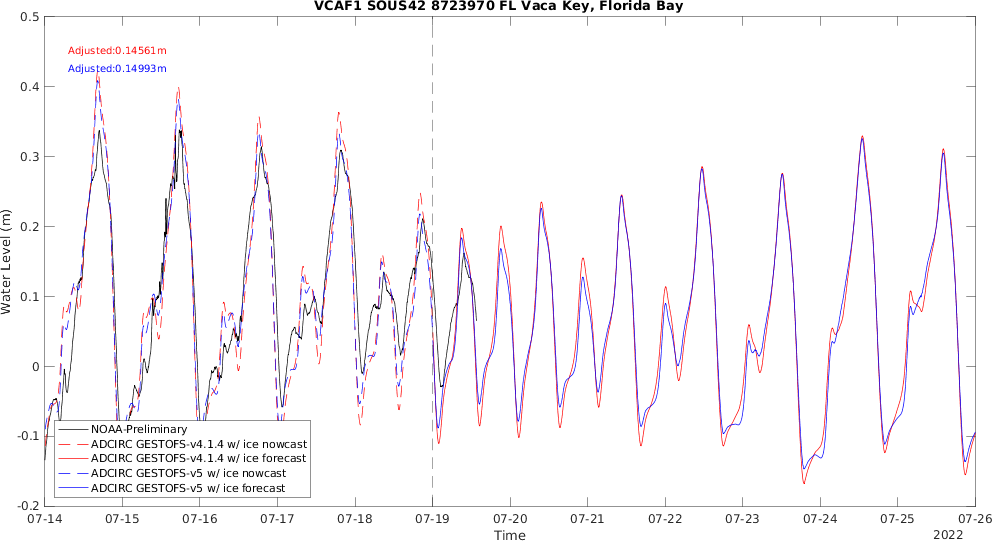 VCAF1 SOUS42 8723970 FL Vaca Key, Florida Bay
Adjusted:0.14561m
Adjusted:0.14993m
Water Level (m)
0.5
0.4
0.3
0.2
0.1
0
-0.1
-0.2
NOAA-Preliminary
ADCIRC GESTOFS-v4.1.4 w/ ice nowcast
ADCIRC GESTOFS-v4.1.4 w/ ice forecast
ADCIRC GESTOFS-v5 w/ ice nowcast
ADCIRC GESTOFS-v5 w/ ice forecast
07-14 07-15 07-16 07-17 07-18 07-19 07-20 07-21 07-22 07-23 07-24 07-25 07-26
Time
2022